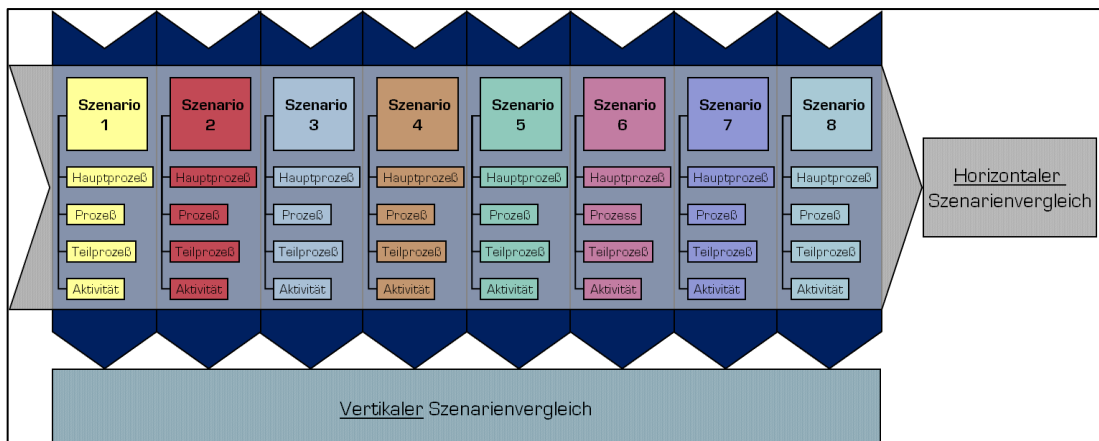 Szenario
1
Szenario
2
Szenario
3
Szenario
4
Szenario
5
Szenario
6
Szenario
7
Szenario
8
Hauptprozeß
Hauptprozeß
Hauptprozeß
Hauptprozeß
Hauptprozeß
Hauptprozeß
Hauptprozeß
Hauptprozeß
Prozeß
Prozeß
Prozeß
Prozeß
Prozeß
Prozess
Prozeß
Prozeß
Teilprozeß
Teilprozeß
Teilprozeß
Teilprozeß
Teilprozeß
Teilprozeß
Teilprozeß
Teilprozeß
Aktivität
Aktivität
Aktivität
Aktivität
Aktivität
Aktivität
Aktivität
Aktivität
Horizontaler
Szenarienvergleich
Vertikaler Szenarienvergleich